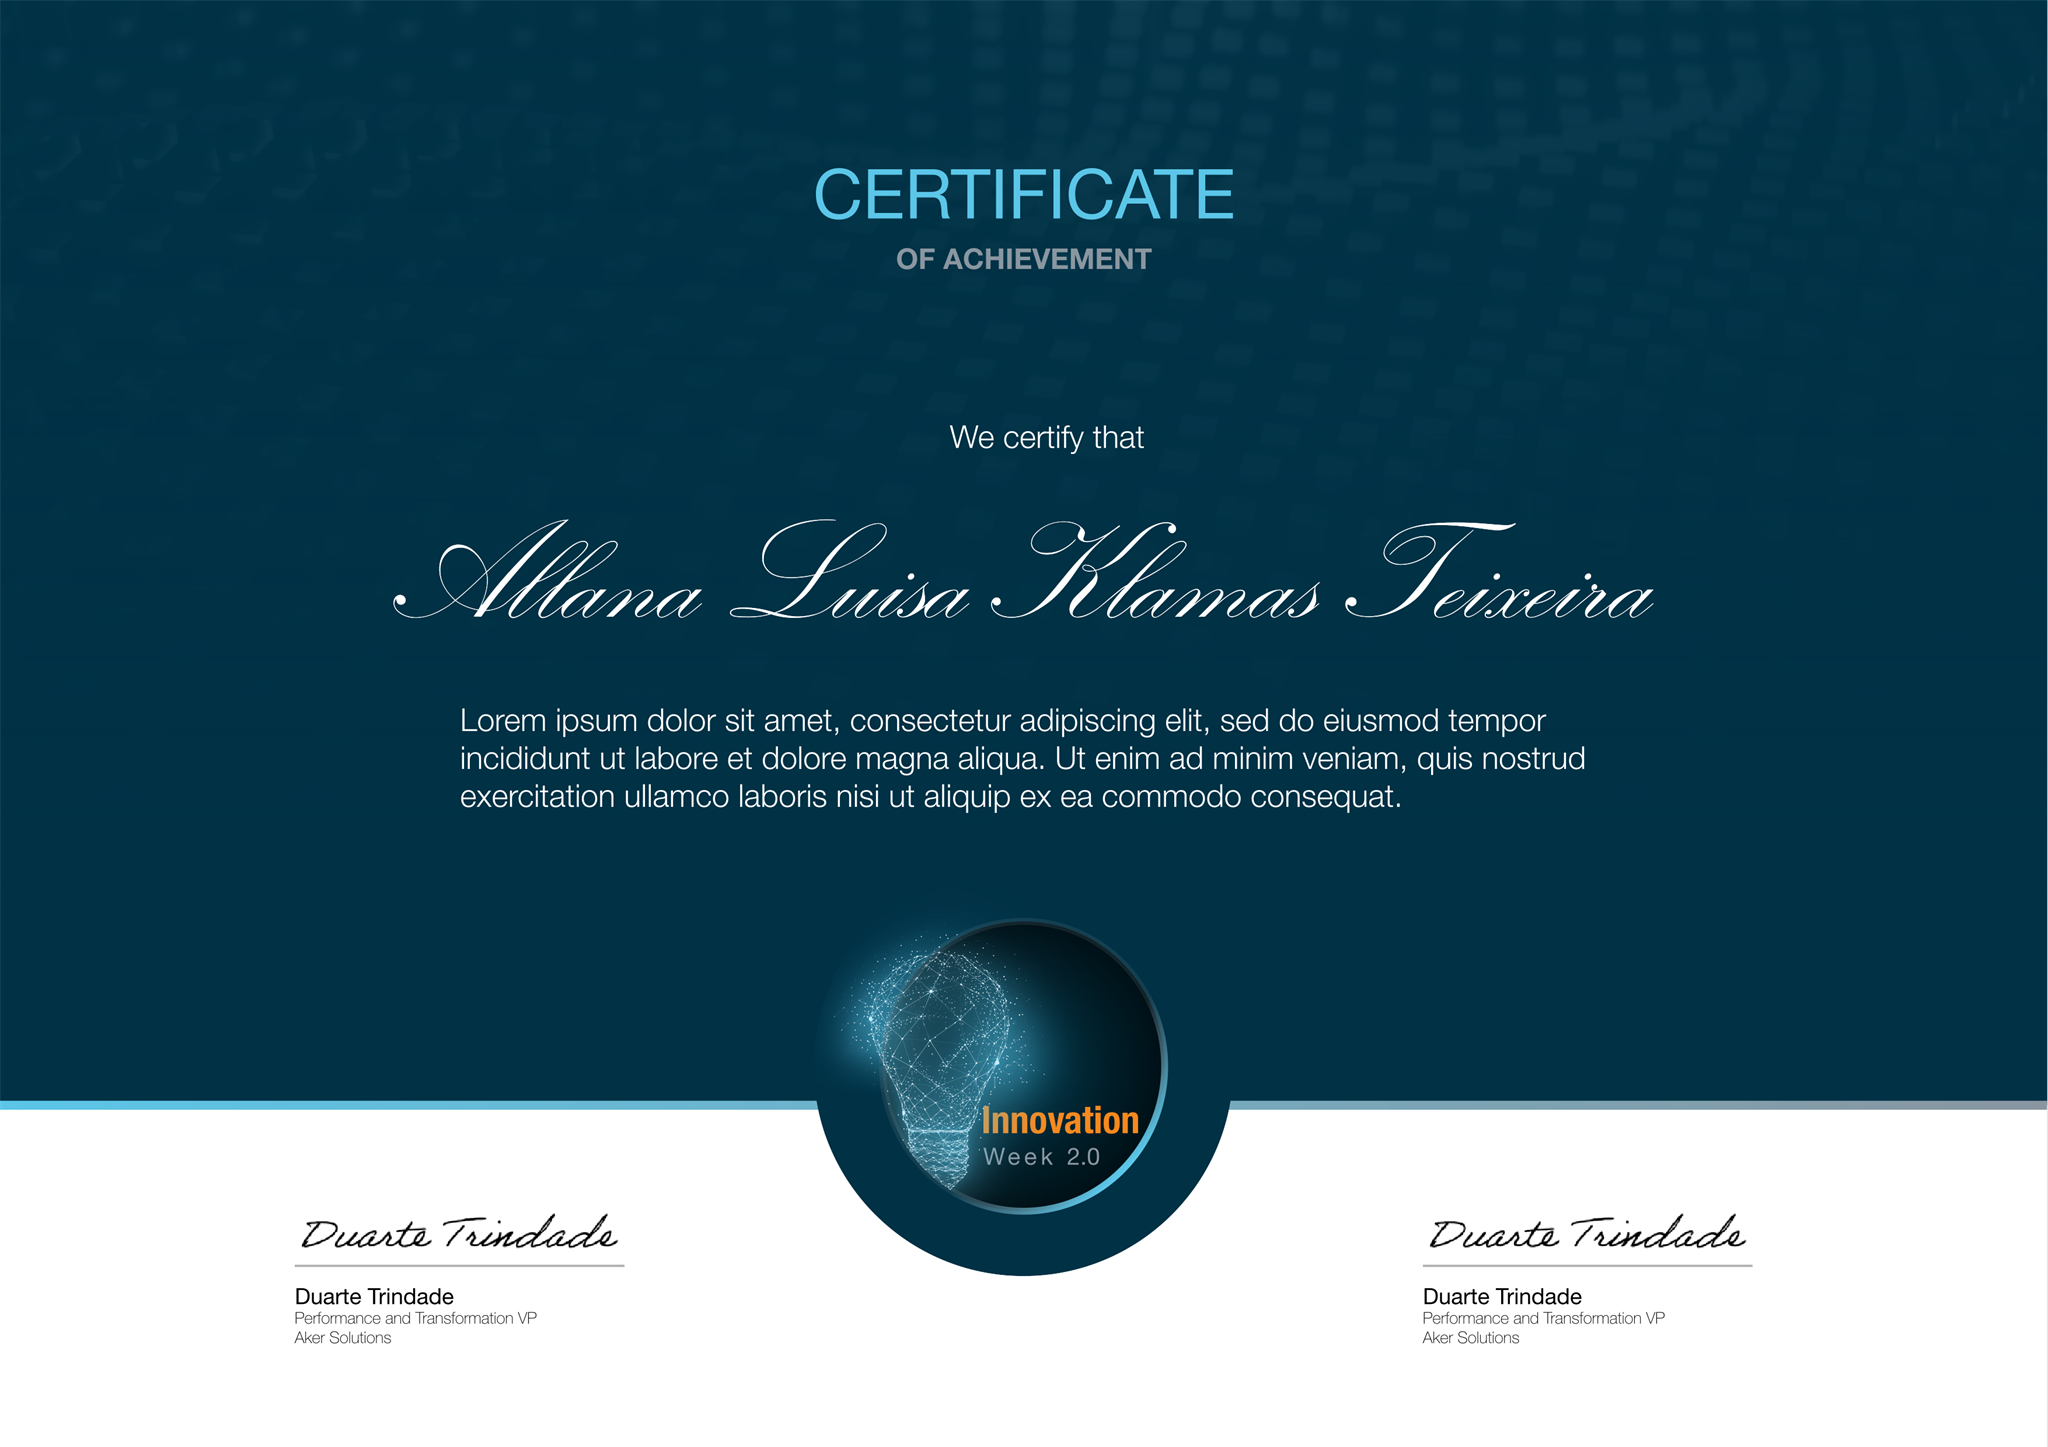 CERTIFICATE
OF ACHIEVEMENT
We certify that
Allana Luisa Klamas Teixeira
Lorem ipsum dolor sit amet, consectetur adipiscing elit, sed do eiusmod tempor
incididunt ut labore et dolore magna aliqua. Ut enim ad minim veniam, quis nostrud
exercitation ullamco laboris nisi ut aliquip ex ea commodo consequat.
Innovation
Week 2.0
Duarte Trindade
Duarte Trindade
Performance and Transformation VP
Aker Solutions
Duarte Trindade
Duarte Trindade
Performance and Transformation VP
Aker Solutions